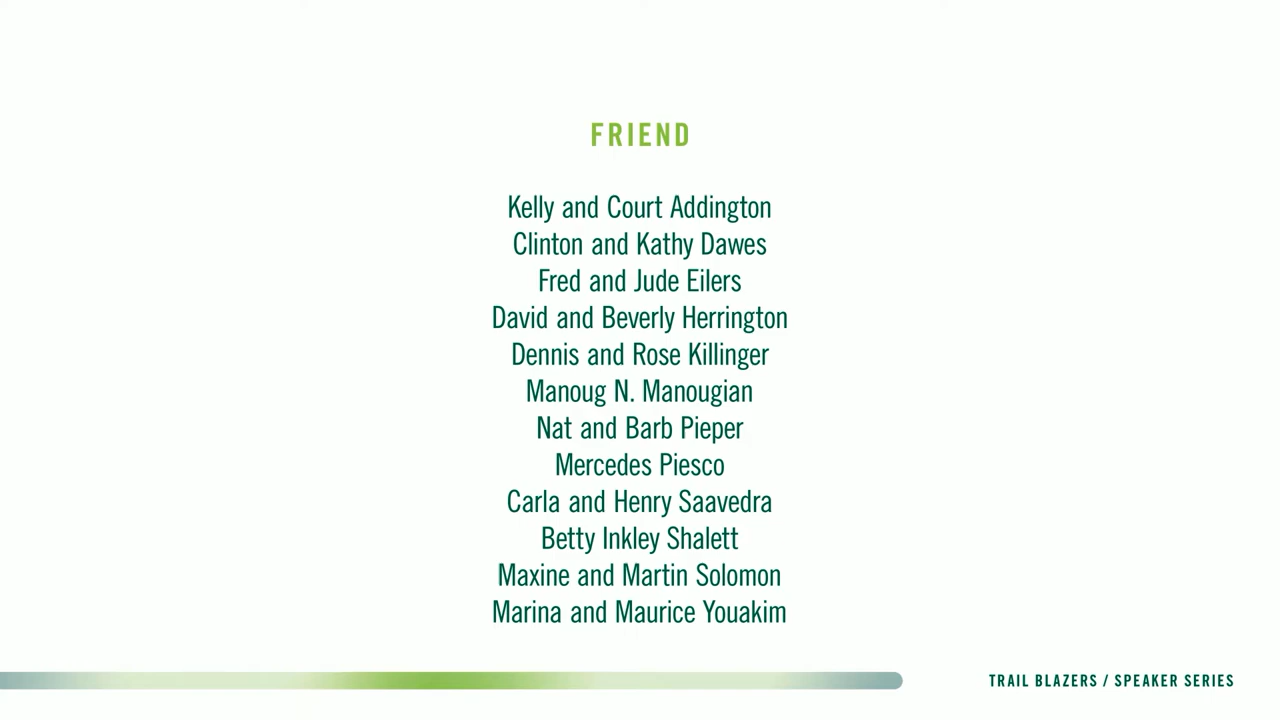 FRIEND
Kelly and Court Addington
Clinton and Kathy Dawes
Fred and Jude Eilers
David and Beverly Herrington
Dennis and Rose Killinger
Manoug N. Manougian
Nat and Barb Pieper
Mercedes Piesco
Carla and Henry Saavedra
Betty Inkley Shalett
Maxine and Martin Solomon
Marina and Maurice Youakim
TRAIL BLAZERS / SPEAKER SERIES